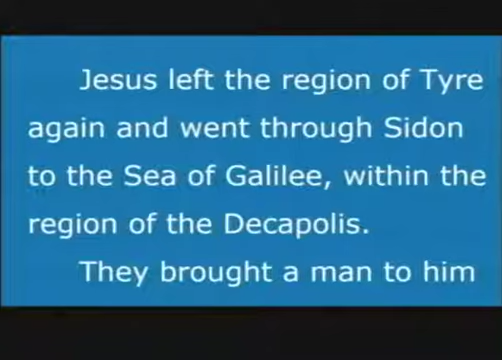 Jesus left the region of Tyre
again and went through Sidon
to the Sea of Galilee, within the
region of the Decapolis.
They brought a man to him